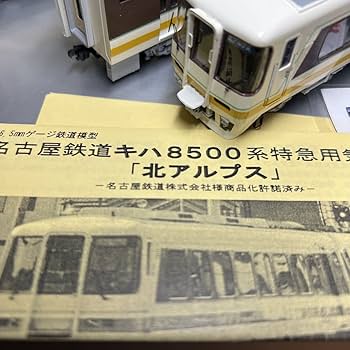 5mmゲージ鉄道模型
名古屋鉄道キハ8500系特急用気
「北アルプス」
－名古屋鉄道株式会社様商品化許諾済み－